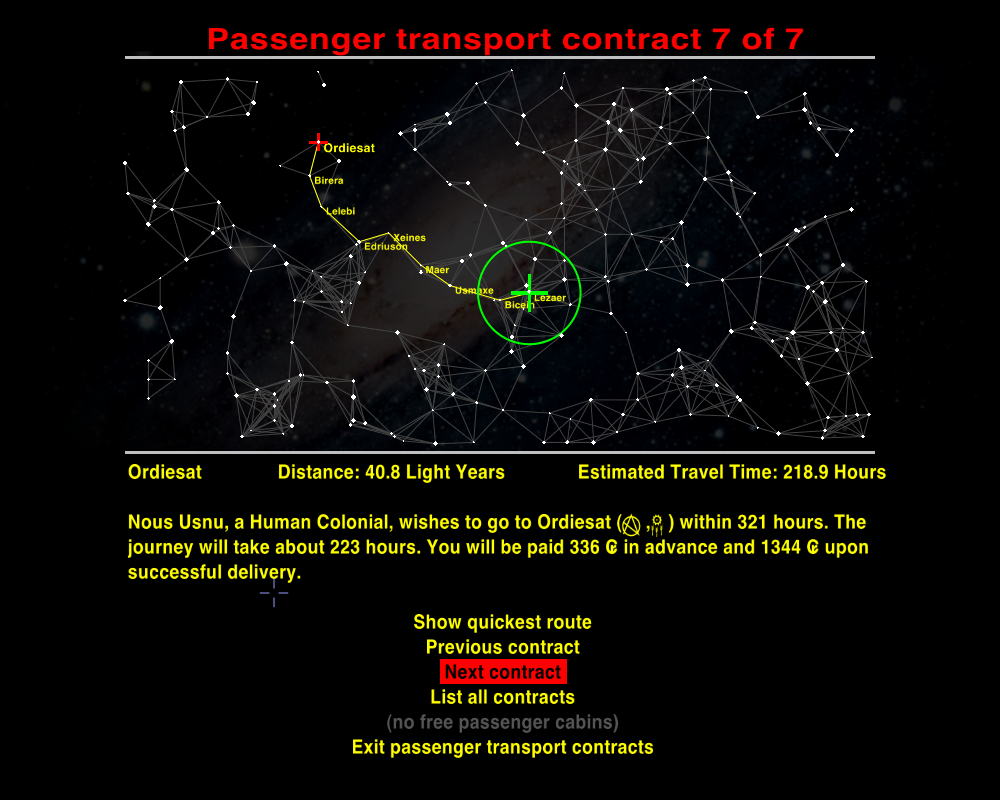 Passenger transport contract 7 of 7
Ordiesat
Birera
Lelebi
Xeines
Edriuson
Maer
Usmaxe
Lezaer
Bicein
Ordiesat Distance: 40.8 Light Years Estimated Travel Time: 218.9 Hours
Nous Usnu, a Human Colonial, wishes to go to Ordiesat ( , ) within 321 hours. The
journey will take about 223 hours. You will be paid 336 ₢ in advance and 1344 ₢ upon
successful delivery.
Show quickest route
Previous contract
Next contract
List all contracts
(no free passenger cabins)
Exit passenger transport contracts